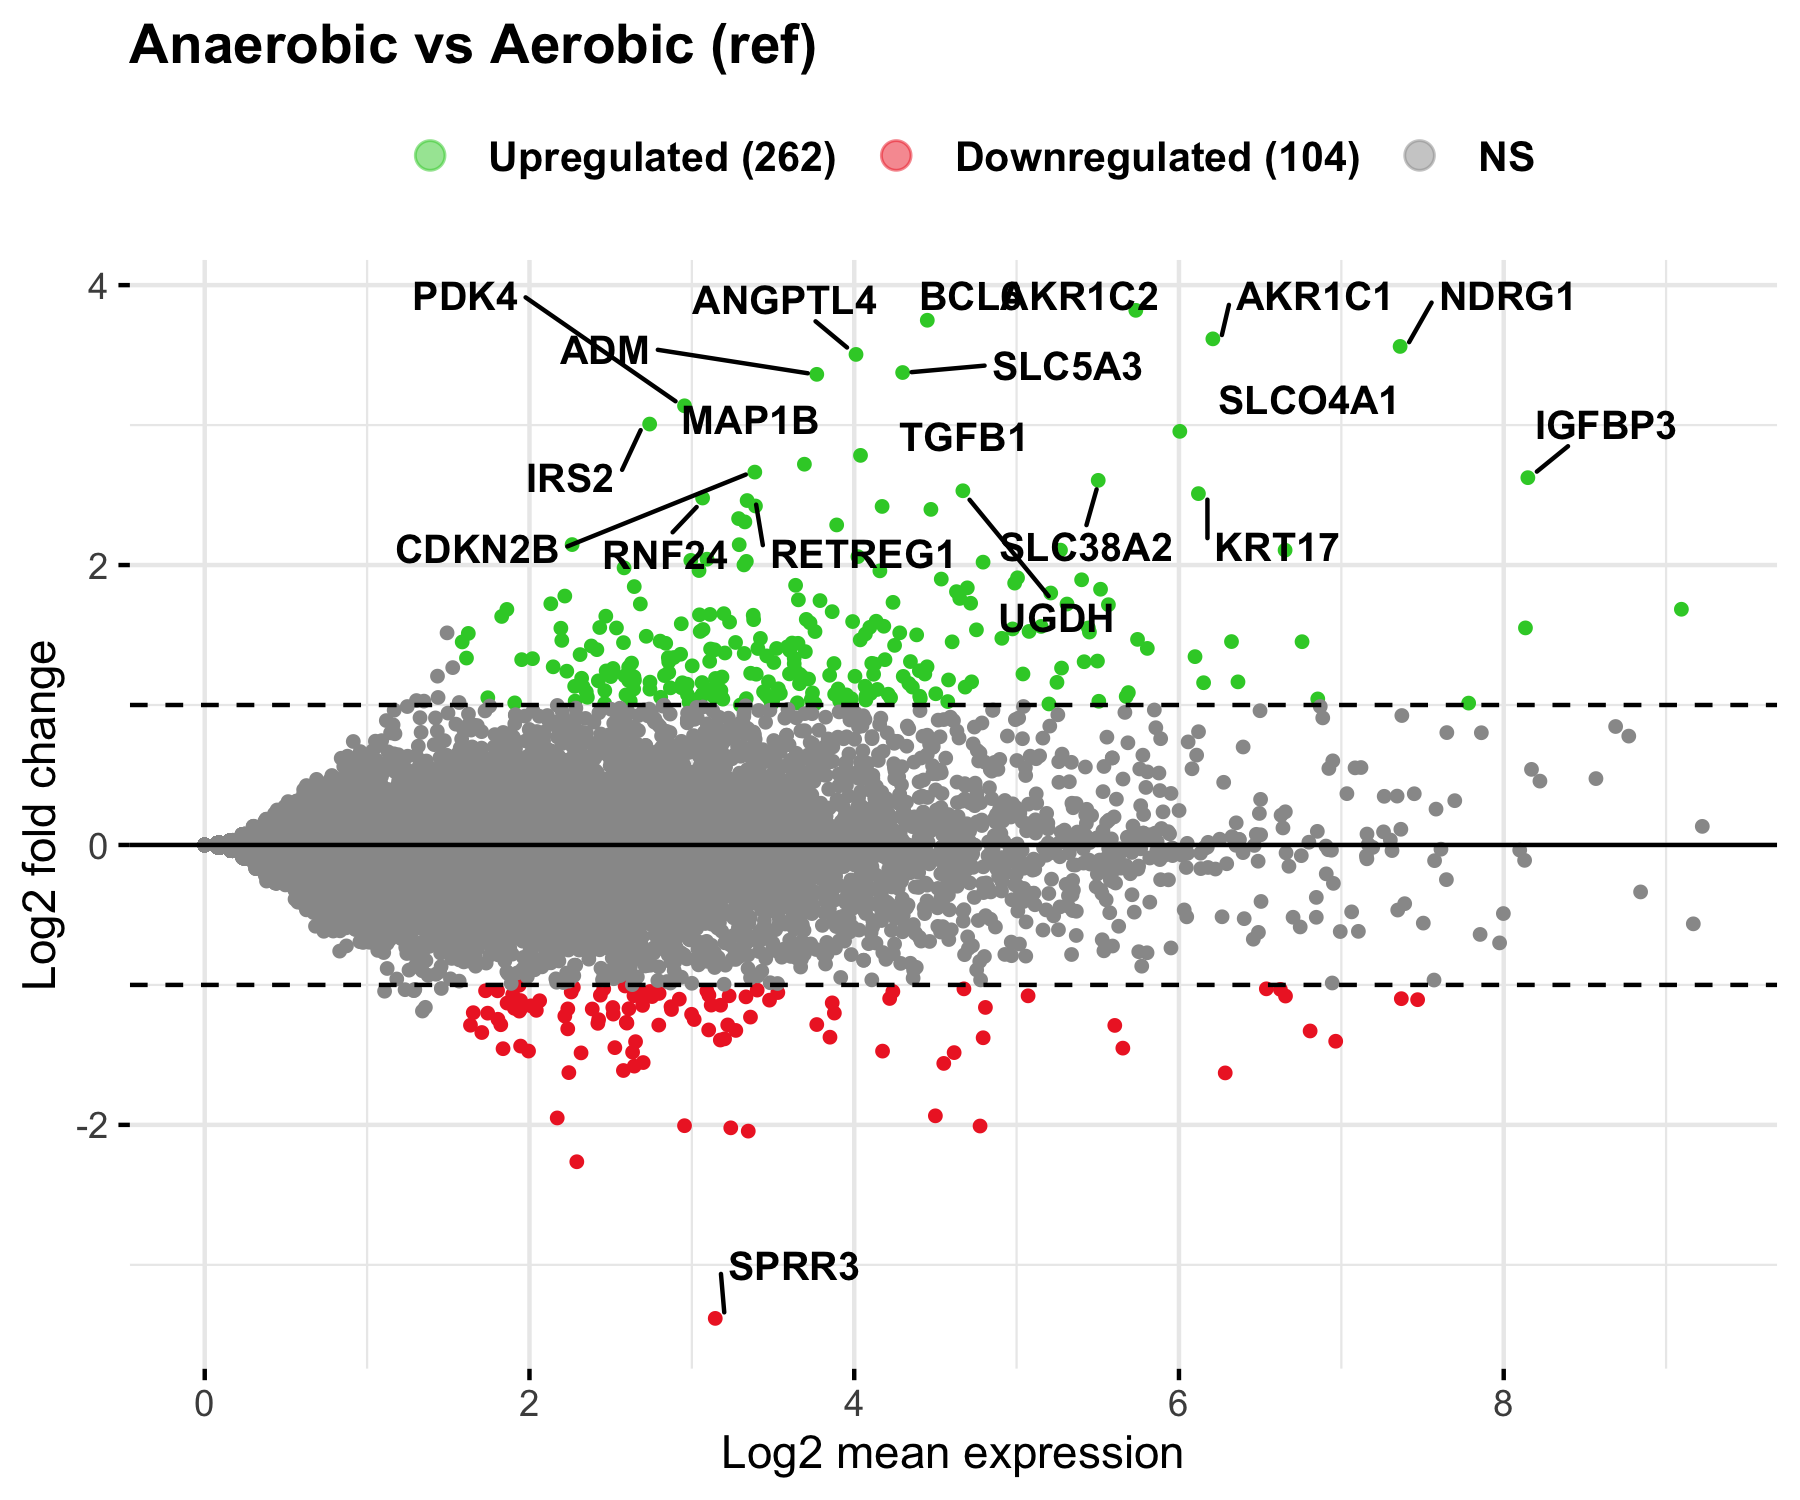 Anaerobic vs Aerobic (ref)
Upregulated (262) Downregulated (104) NS
Log2 fold change
4
2
0
-2
PDK4
ANGPTL4
BCL6
AKR1C2
AKR1C1
NDRG1
ADM
SLC5A3
MAP1B
SLCO4A1
TGFB1
IGFBP3
IRS2
CDKN2B
RNF24
RETREG1
SLC38A2
KRT17
UGDH
SPRR3
0 2 4 6 8
Log2 mean expression